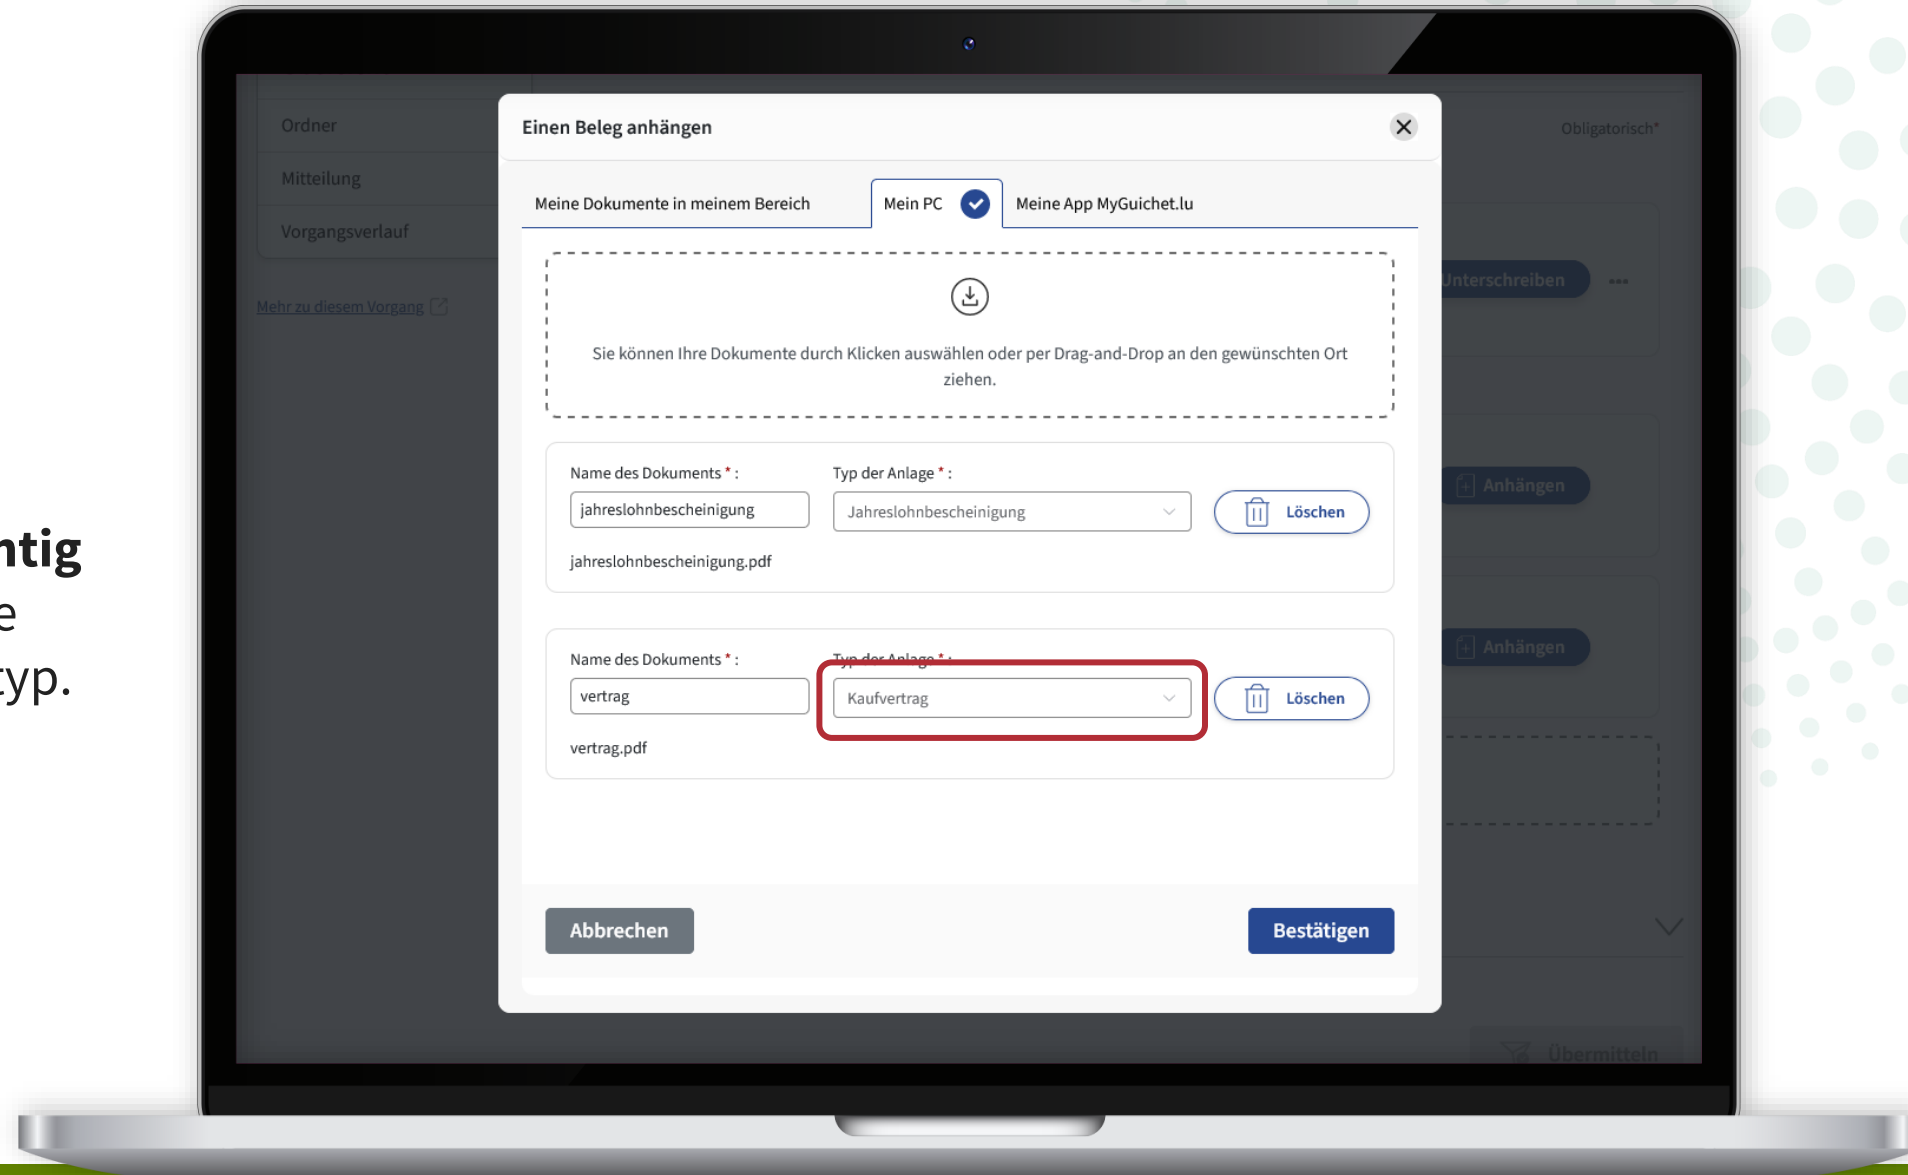 Ordner
Einen Beleg anhängen
Obligatorisch*
Mitteilung
Meine Dokumente in meinem Bereich
Mein PC
Meine App MyGuichet.lu
Vorgangsverlauf
Unterschreiben
Mehr zu diesem Vorgang
Sie können Ihre Dokumente durch Klicken auswählen oder per Drag-and-Drop an den gewünschten Ort
ziehen.
Name des Dokuments * :
Typ der Anlage * :
jahreslohnbescheinigung
Jahreslohnbescheinigung
Löschen
Anhängen
jahreslohnbescheinigung.pdf
htig
e
typ.
Name des Dokuments * :
Typ der Anlage * :
vertrag
Kaufvertrag
Löschen
Anhängen
vertrag.pdf
Abbrechen
Bestätigen
Übermitteln